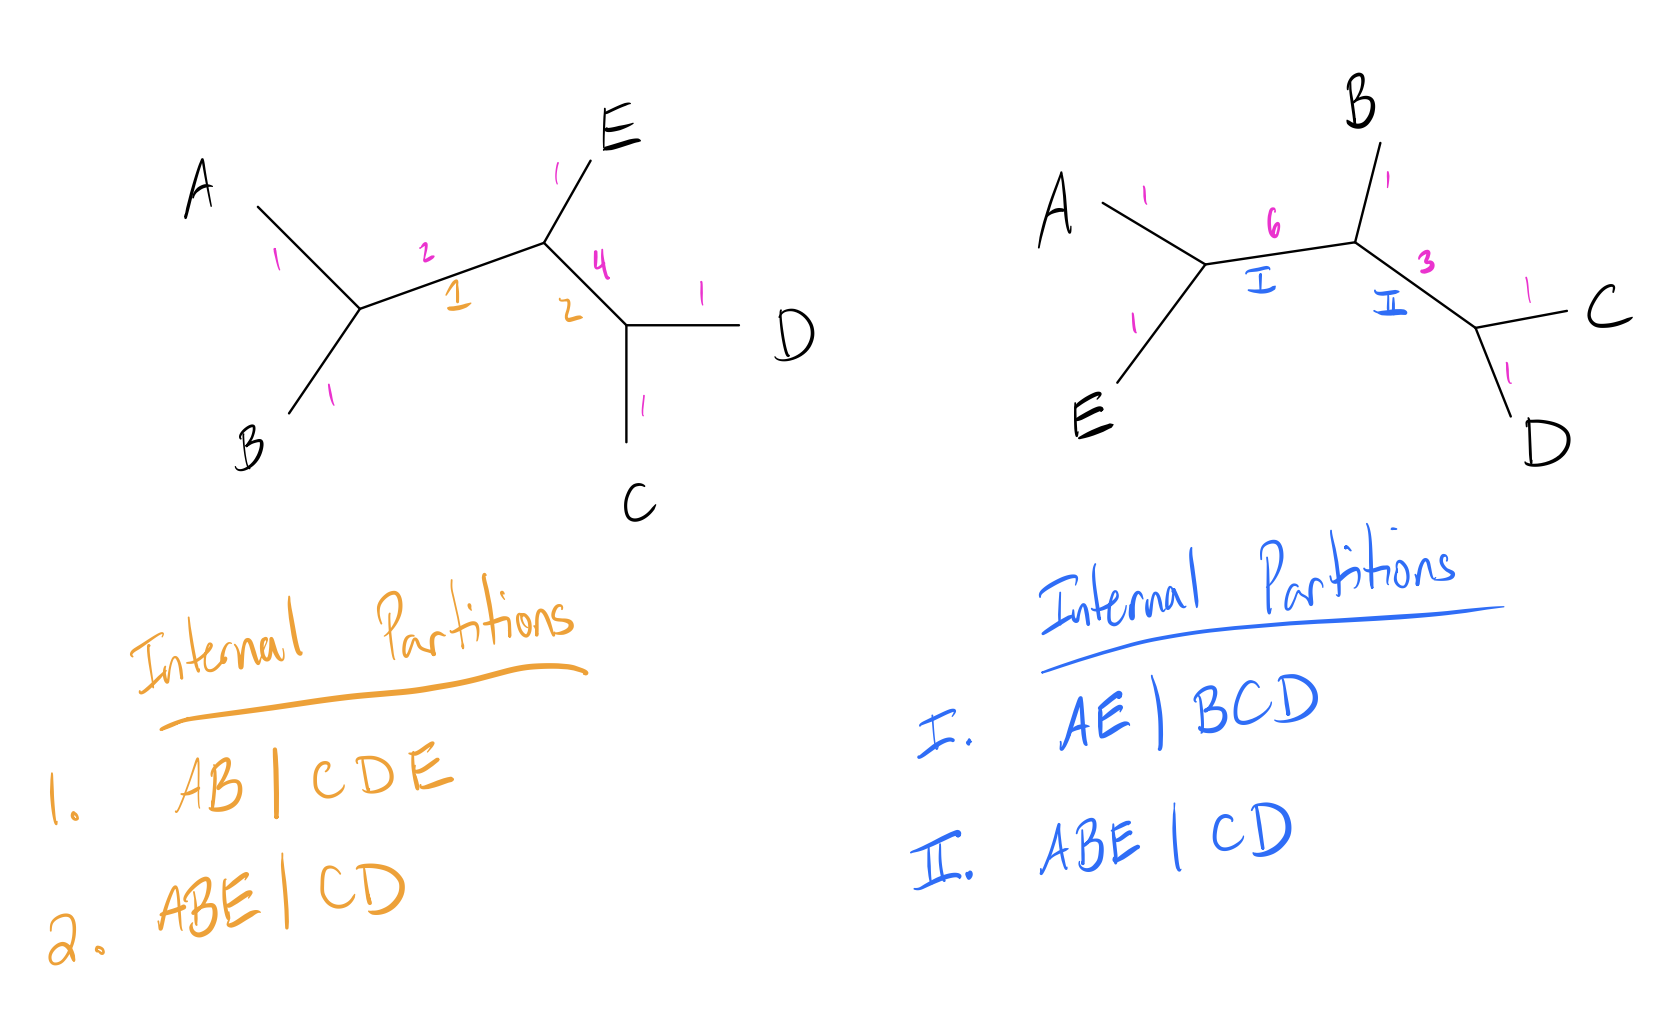 E
A
1
1
2
1
4
2
1
D
B
1
1
C
B
A
1
1
6
I
3
II
1
C
1
E
1
D
Internal Partitions
1. AB | CDE
2. ABE | CD
Internal Partitions
I. AE | BCD
II. ABE | CD